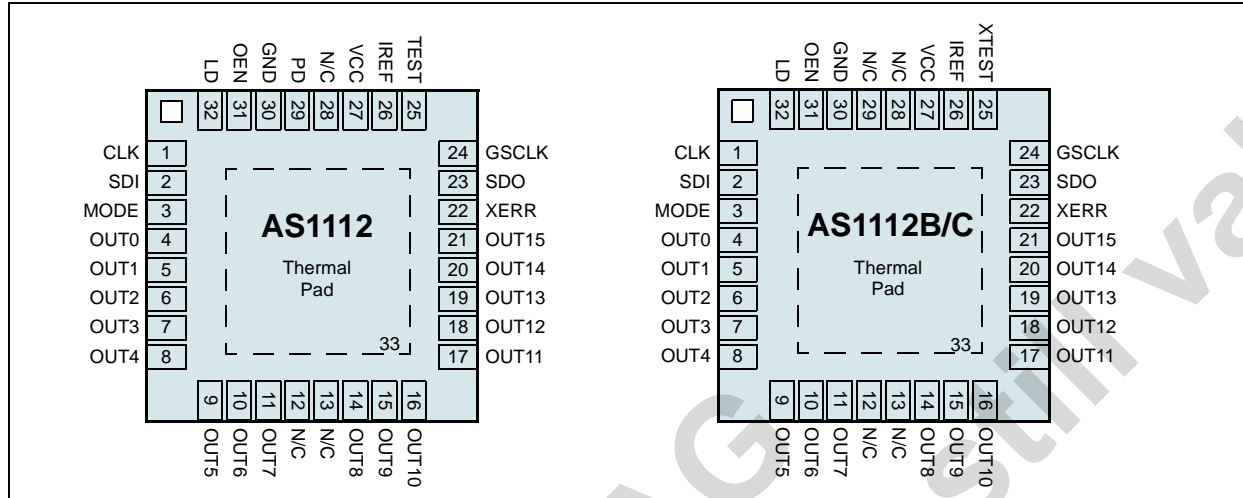 LD OEN GND PD N/C VCC IREF TEST
32 31 30 29 28 27 26 25
CLK 1
SDI 2
MODE 3
OUT0 4
OUT1 5
OUT2 6
OUT3 7
OUT4 8
AS1112
Thermal
Pad
33
24 GSCLK
23 SDO
22 XERR
21 OUT15
20 OUT14
19 OUT13
18 OUT12
17 OUT11
9 10 11 12 13 14 15 16
OUT5 OUT6 OUT7 N/C N/C OUT8 OUT9 OUT10
LD OEN GND N/C N/C VCC IREF XTEST
32 31 30 29 28 27 26 25
CLK 1
SDI 2
MODE 3
OUT0 4
OUT1 5
OUT2 6
OUT3 7
OUT4 8
AS1112B/C
Thermal
Pad
33
24 GSCLK
23 SDO
22 XERR
21 OUT15
20 OUT14
19 OUT13
18 OUT12
17 OUT11
9 10 11 12 13 14 15 16
OUT5 OUT6 OUT7 N/C N/C OUT8 OUT9 OUT10
AG
still va